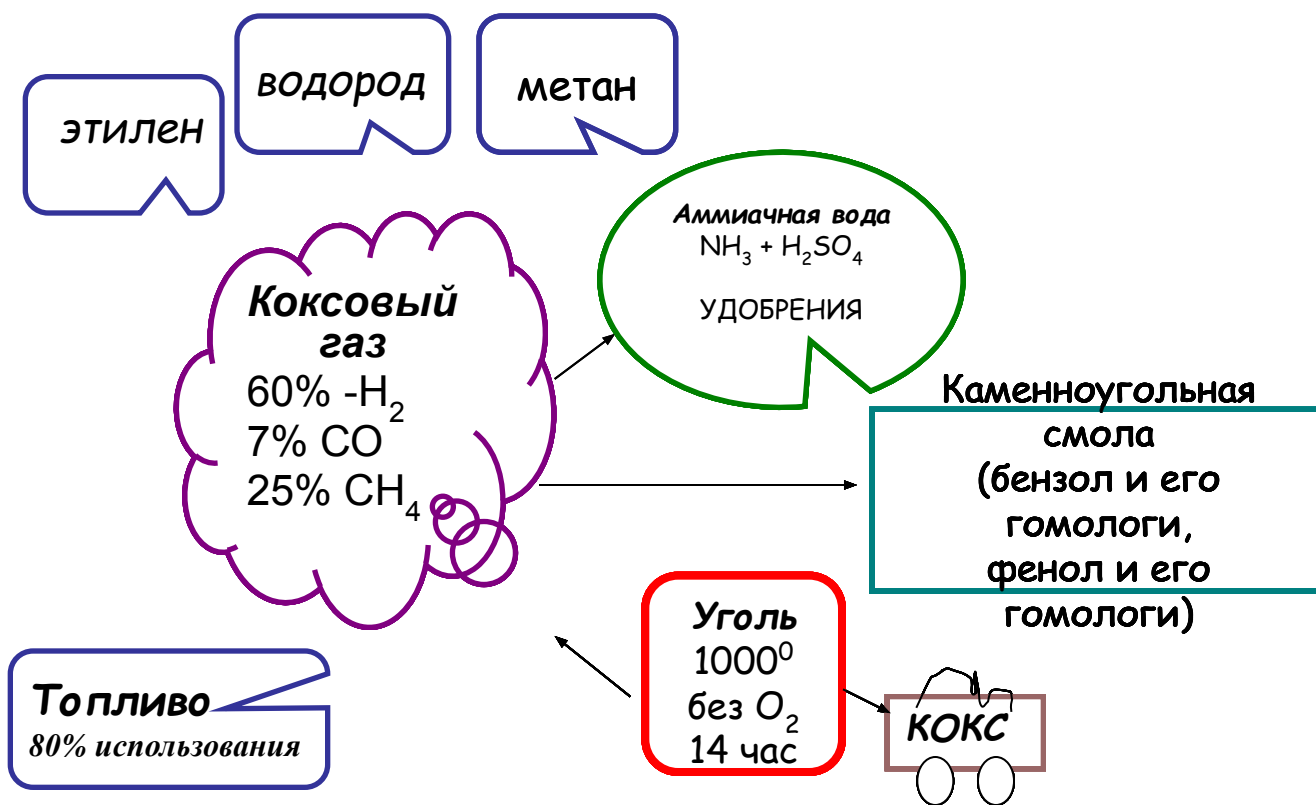 этилен
водород
метан
Аммиачная вода
NH₃ + H₂SO₄
УДОБРЕНИЯ
Коксовый
газ
60% -H₂
7% CO
25% CH₄
Каменноугольная
смола
(бензол и его
гомологи,
фенол и его
гомологи)
Уголь
1000⁰
без O₂
14 час
КОКС
Топливо
80% использования